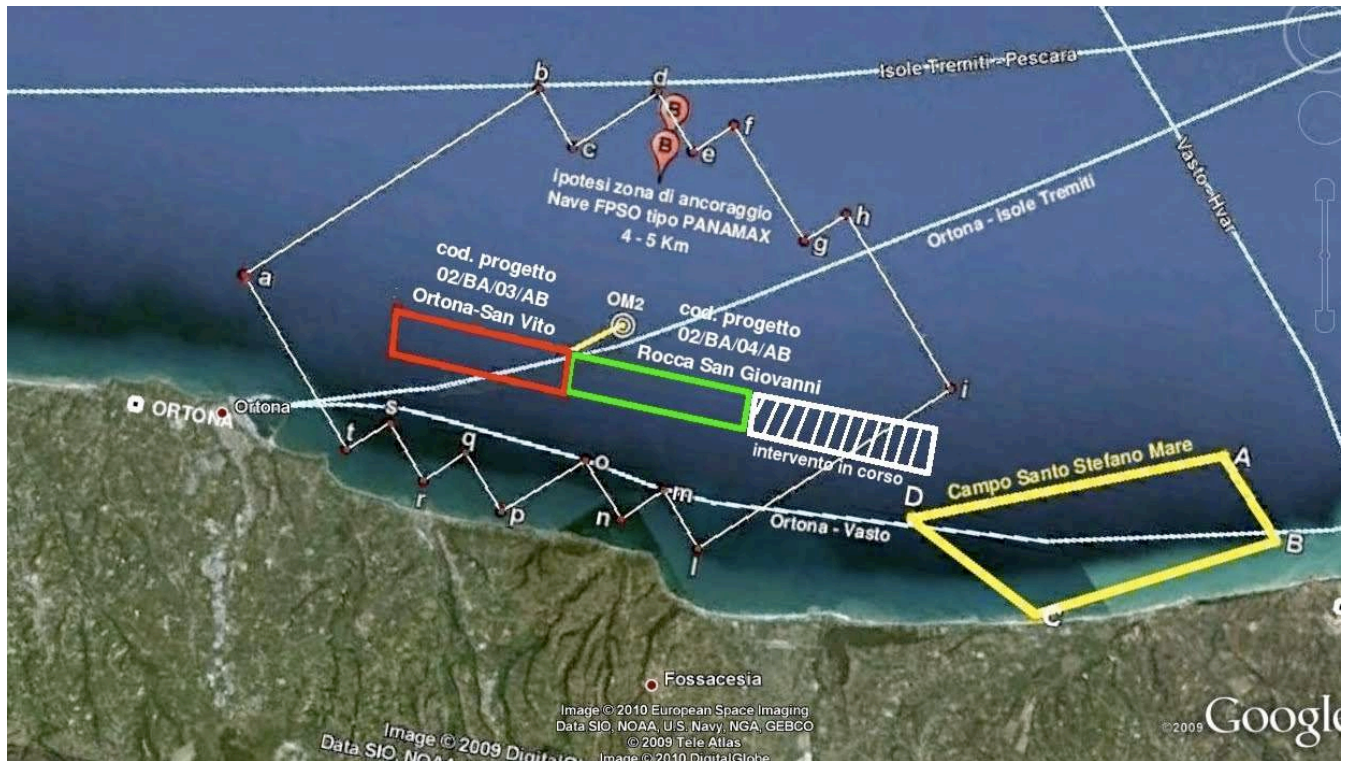 b
d
Isole Tremiti - Pescara
B
f
B
c
e
Vasto - Hvar
ipotesi zona di ancoraggio
Nave FPSO tipo PANAMAX
4 - 5 Km
h
g
Ortona - isole Tremiti
a
cod. progetto
02/BA/03/AB
Ortona-San Vito
OM2
cod. progetto
02/BA/04/AB
Rocca San Giovanni
i
ORTONA
Ortona
s
t
q
o
intervento in corso
r
p
n
m
l
Ortona - Vasto
D
Campo Santo Stefano Mare
A
B
C
Fossacesia
Image © 2010 European Space Imaging
Data SIO, NOAA, U.S. Navy, NGA, GEBCO
© 2009 Tele Atlas
Image © 2010 DigitalGlobe
Image © 2009 Digital
Data SIO, NOA
©2009 Google